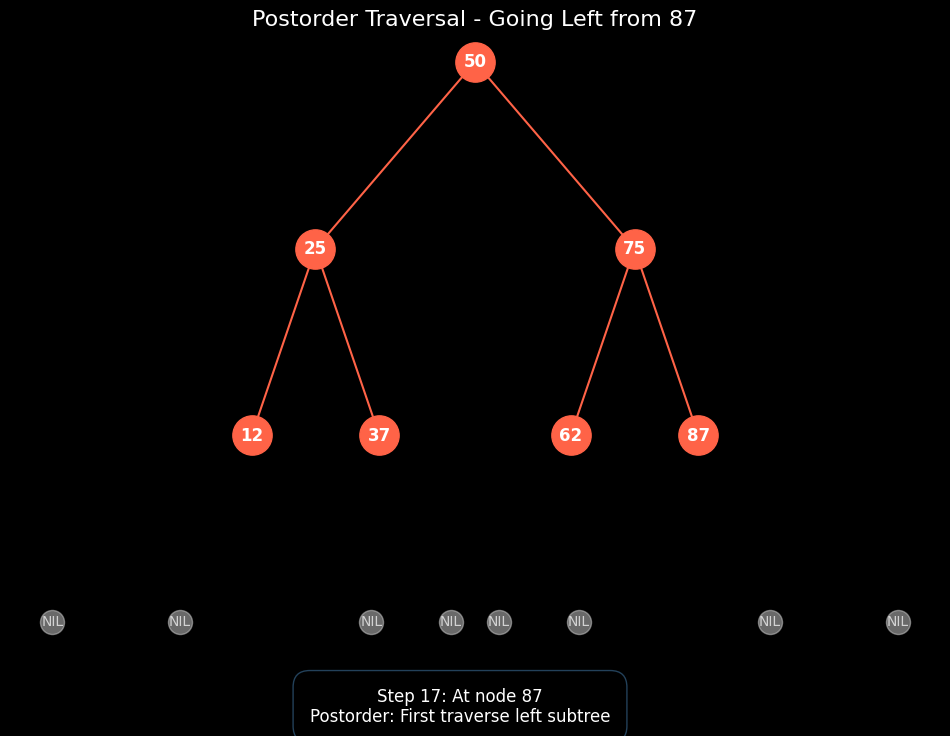 Postorder Traversal - Going Left from 87
50
25
75
12
37
62
87
NIL
NIL
NIL
NIL
NIL
NIL
NIL
NIL
Step 17: At node 87
Postorder: First traverse left subtree